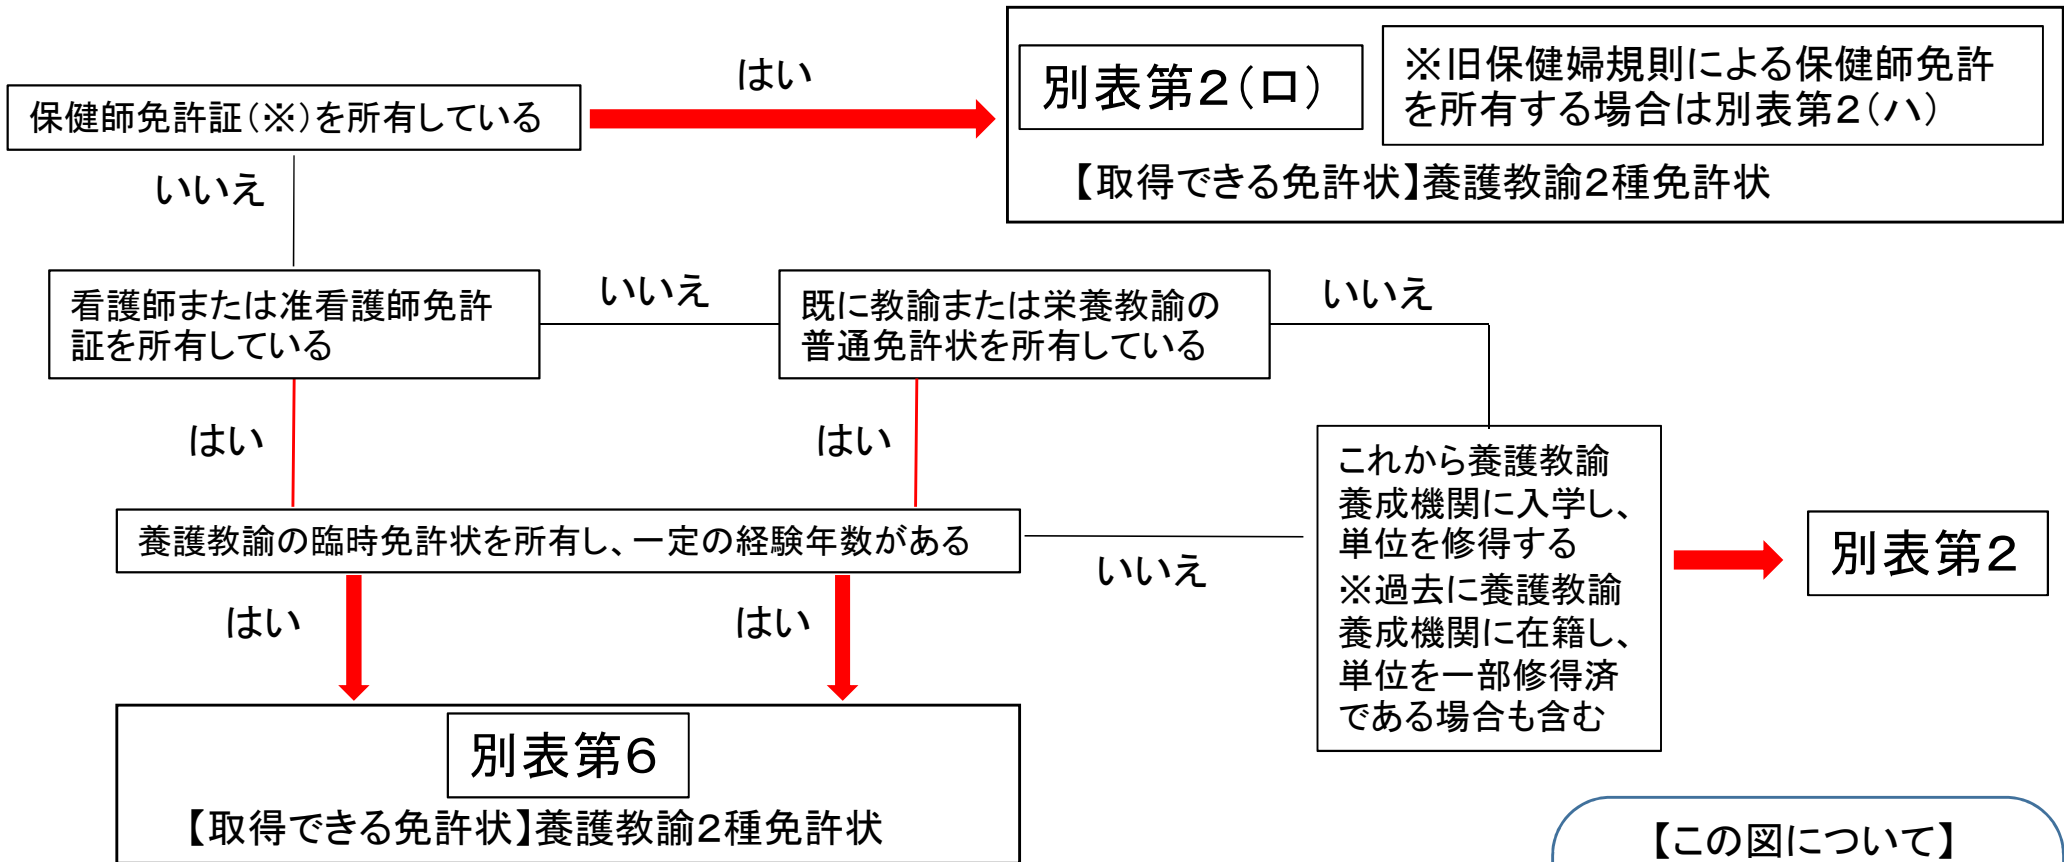 はい
別表第２（ロ）
※旧保健婦規則による保健師免許
を所有する場合は別表第２（ハ）
保健師免許証（※）を所有している
【取得できる免許状】養護教諭２種免許状
いいえ
看護師または准看護師免許
証を所有している
いいえ
既に教諭または栄養教諭の
普通免許状を所有している
いいえ
はい
はい
これから養護教諭
養成機関に入学し、
単位を修得する
※過去に養護教諭
養成機関に在籍し、
単位を一部修得済
である場合も含む
別表第２
養護教諭の臨時免許状を所有し、一定の経験年数がある
いいえ
はい
はい
別表第６
【取得できる免許状】養護教諭２種免許状
【この図について】